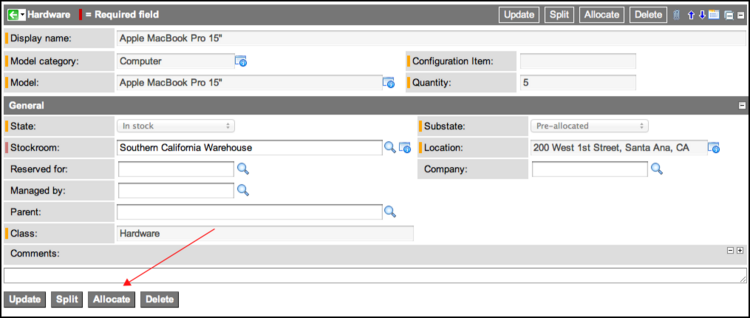 Hardware = Required field Update Split Allocate Delete
Display name: Apple MacBook Pro 15"
Model category: Computer Configuration Item:
Model: Apple MacBook Pro 15" Quantity: 5
General
State: In stock Substate: Pre-allocated
Stockroom: Southern California Warehouse Location: 200 West 1st Street, Santa Ana, CA
Reserved for: Company:
Managed by:
Parent:
Class: Hardware
Comments:
Update Split Allocate Delete